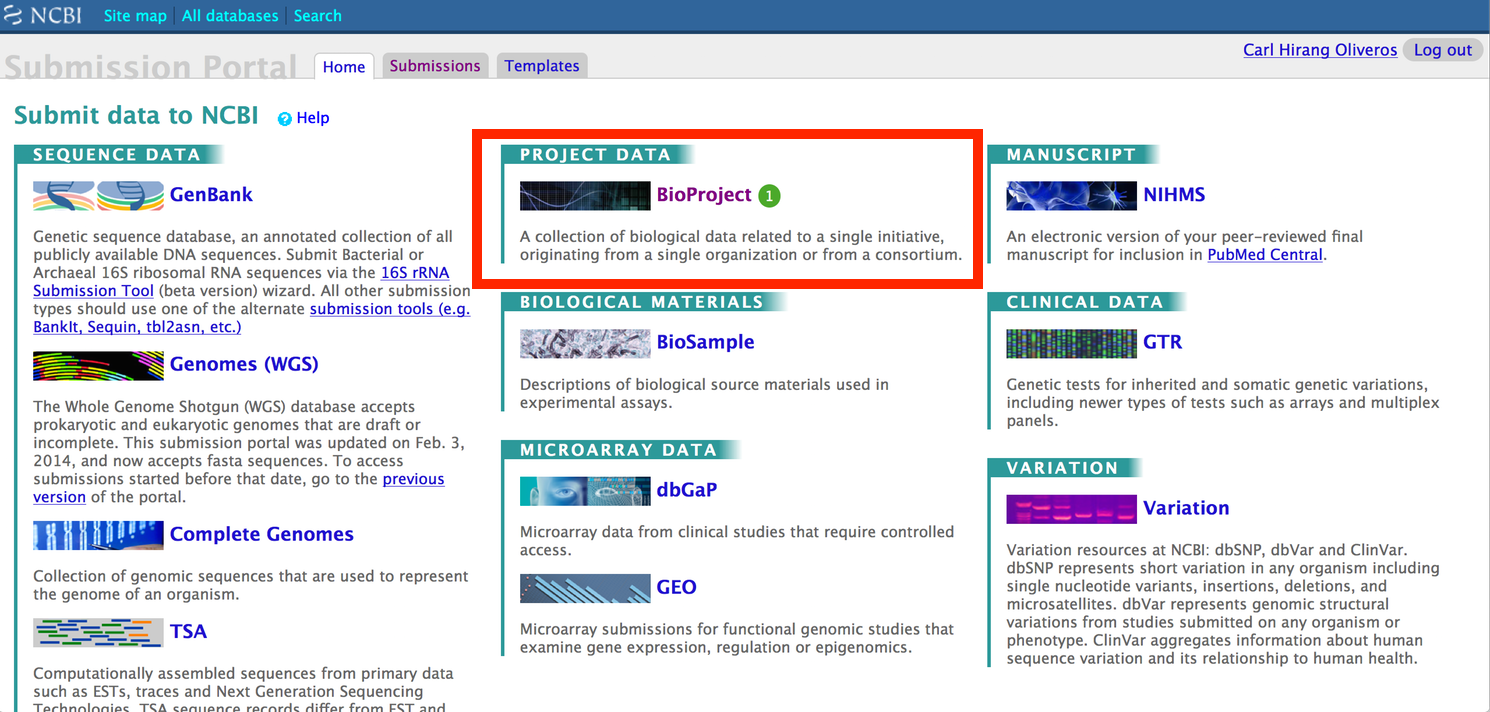 NCBI Site map All databases Search
Carl Hirang Oliveros Log out
Submission Portal Home Submissions Templates
Submit data to NCBI ? Help
SEQUENCE DATA
GenBank
Genetic sequence database, an annotated collection of all
publicly available DNA sequences. Submit Bacterial or
Archaeal 16S ribosomal RNA sequences via the 16S rRNA
Submission Tool (beta version) wizard. All other submission
types should use one of the alternate submission tools (e.g.
BankIt, Sequin, tbl2asn, etc.)
Genomes (WGS)
The Whole Genome Shotgun (WGS) database accepts
prokaryotic and eukaryotic genomes that are draft or
incomplete. This submission portal was updated on Feb. 3,
2014, and now accepts fasta sequences. To access
submissions started before that date, go to the previous
version of the portal.
Complete Genomes
Collection of genomic sequences that are used to represent
the genome of an organism.
TSA
Computationally assembled sequences from primary data
such as ESTs, traces and Next Generation Sequencing
Technologies. TSA sequence records differ from EST and
PROJECT DATA
BioProject 1
A collection of biological data related to a single initiative,
originating from a single organization or from a consortium.
BIOLOGICAL MATERIALS
BioSample
Descriptions of biological source materials used in
experimental assays.
MICROARRAY DATA
dbGaP
Microarray data from clinical studies that require controlled
access.
GEO
Microarray submissions for functional genomic studies that
examine gene expression, regulation or epigenomics.
MANUSCRIPT
NIHMS
An electronic version of your peer-reviewed final
manuscript for inclusion in PubMed Central.
CLINICAL DATA
GTR
Genetic tests for inherited and somatic genetic variations,
including newer types of tests such as arrays and multiplex
panels.
VARIATION
Variation
Variation resources at NCBI: dbSNP, dbVar and ClinVar.
dbSNP represents short variation in any organism including
single nucleotide variants, insertions, deletions, and
microsatellites. dbVar represents genomic structural
variations from studies submitted on any organism or
phenotype. ClinVar aggregates information about human
sequence variation and its relationship to human health.